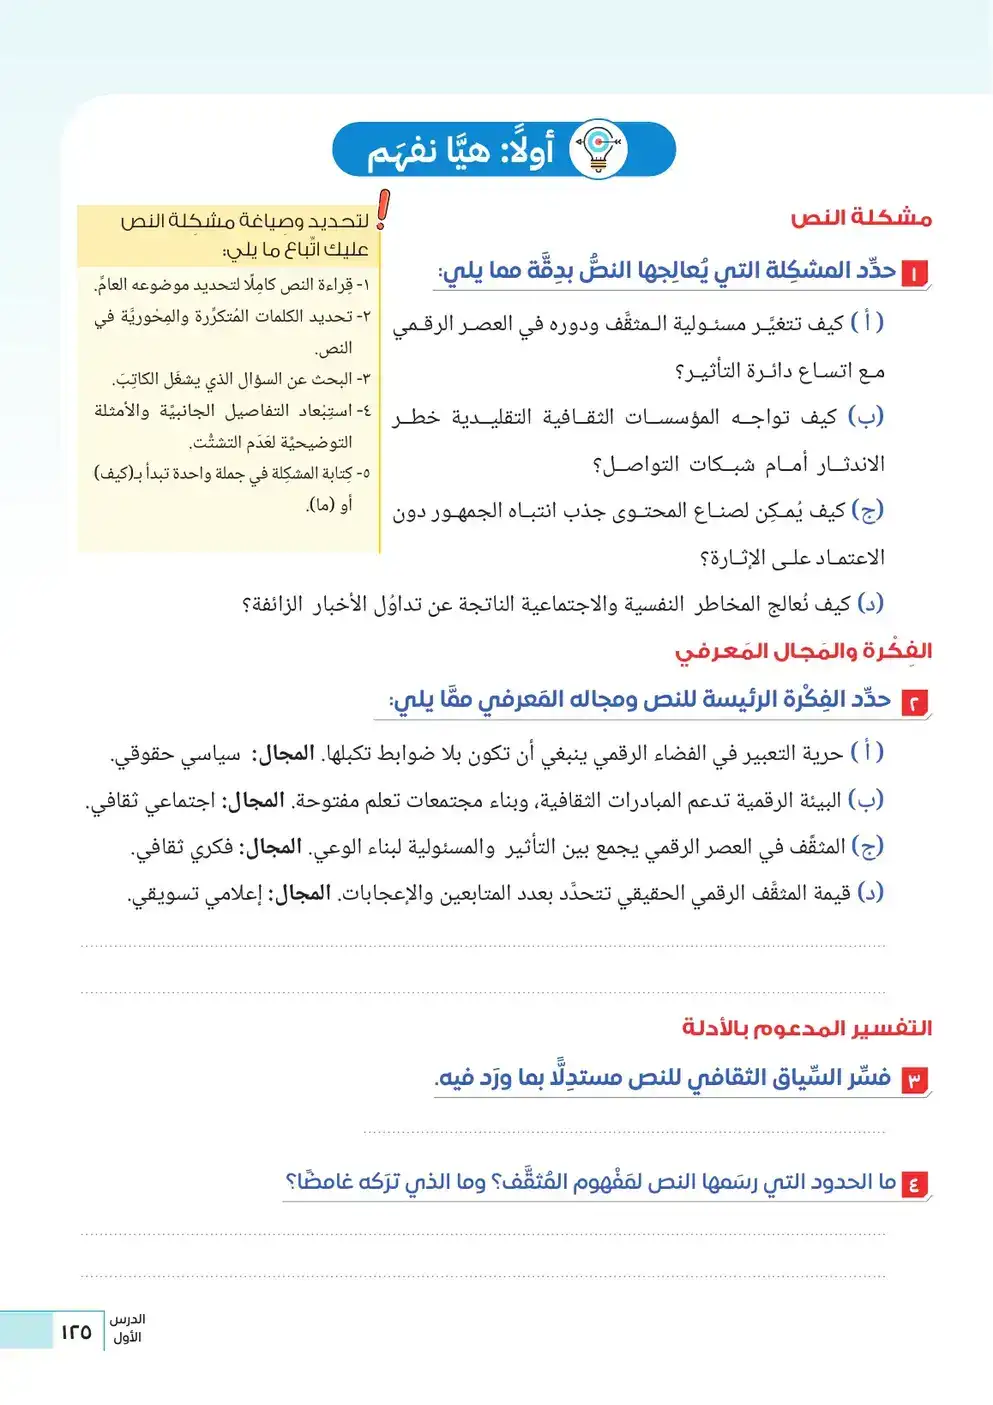 أولًا: هيَّا نفهَم
مشكلة النص
١ حدِّد المشكِلة التي يُعالِجها النصُّ بدِقَّة مما يلي:
(أ) كيف تتغيَّر مسئولية المثقَّف ودوره في العصر الرقمي
مع اتساع دائرة التأثير؟
(ب) كيف تواجه المؤسسات الثقافية التقليدية خطر
الاندثار أمام شبكات التواصل؟
(ج) كيف يُمكِن لصناع المحتوى جذب انتباه الجمهور دون
الاعتماد على الإثارة؟
(د) كيف نُعالج المخاطر النفسية والاجتماعية الناتجة عن تداوُل الأخبار الزائفة؟
!
لتحديد وصِياغة مشكِلة النص
عليك اتِّباع ما يلي:
١- قِراءة النص كامِلًا لتحديد موضوعه العامِّ.
٢- تحديد الكلمات المُتكرِّرة والمِحْوريَّة في
النص.
٣- البحث عن السؤال الذي يشغَل الكاتِبَ.
٤- استِبْعاد التفاصيل الجانبيَّة والأمثلة
التوضيحيَّة لعَدَم التشتُّت.
٥- كِتابة المشكِلة في جملة واحدة تبدأ بـ(كيف)
أو (ما).
الفِكْرة والمَجال المَعرفي
٢ حدِّد الفِكْرة الرئيسة للنص ومجاله المَعرفي ممَّا يلي:
(أ) حرية التعبير في الفضاء الرقمي ينبغي أن تكون بلا ضوابط تكبلها. المجال: سياسي حقوقي.
(ب) البيئة الرقمية تدعم المبادرات الثقافية، وبناء مجتمعات تعلم مفتوحة. المجال: اجتماعي ثقافي.
(ج) المثقَّف في العصر الرقمي يجمع بين التأثير والمسئولية لبناء الوعي. المجال: فكري ثقافي.
(د) قيمة المثقَّف الرقمي الحقيقي تتحدَّد بعدد المتابعين والإعجابات. المجال: إعلامي تسويقي.
التفسير المدعوم بالأدلة
٣ فسِّر السِّياق الثقافي للنص مستدِلًّا بما ورَد فيه.
٤ ما الحدود التي رسَمها النص لمَفْهوم المُثقَّف؟ وما الذي ترَكه غامضًا؟
الدرس
الأول
١٢٥